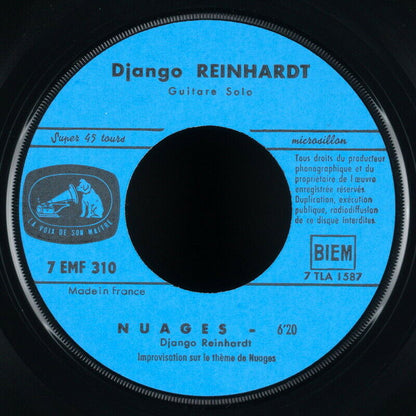 Django REINHARDT
Guitare Solo
Super 45 tours
microsillon
Tous droits du producteur
phonographique et du
propriétaire de l'œuvre
enregistrée réservés.
Duplication, exécution
publique, radiodiffusion
de ce disque interdites
LA VOIX DE SON MAITRE
7 EMF 310
BIEM
7 TLA 1587
Made in France
NUAGES - 6'20
Django Reinhardt
Improvisation sur le thème de Nuages